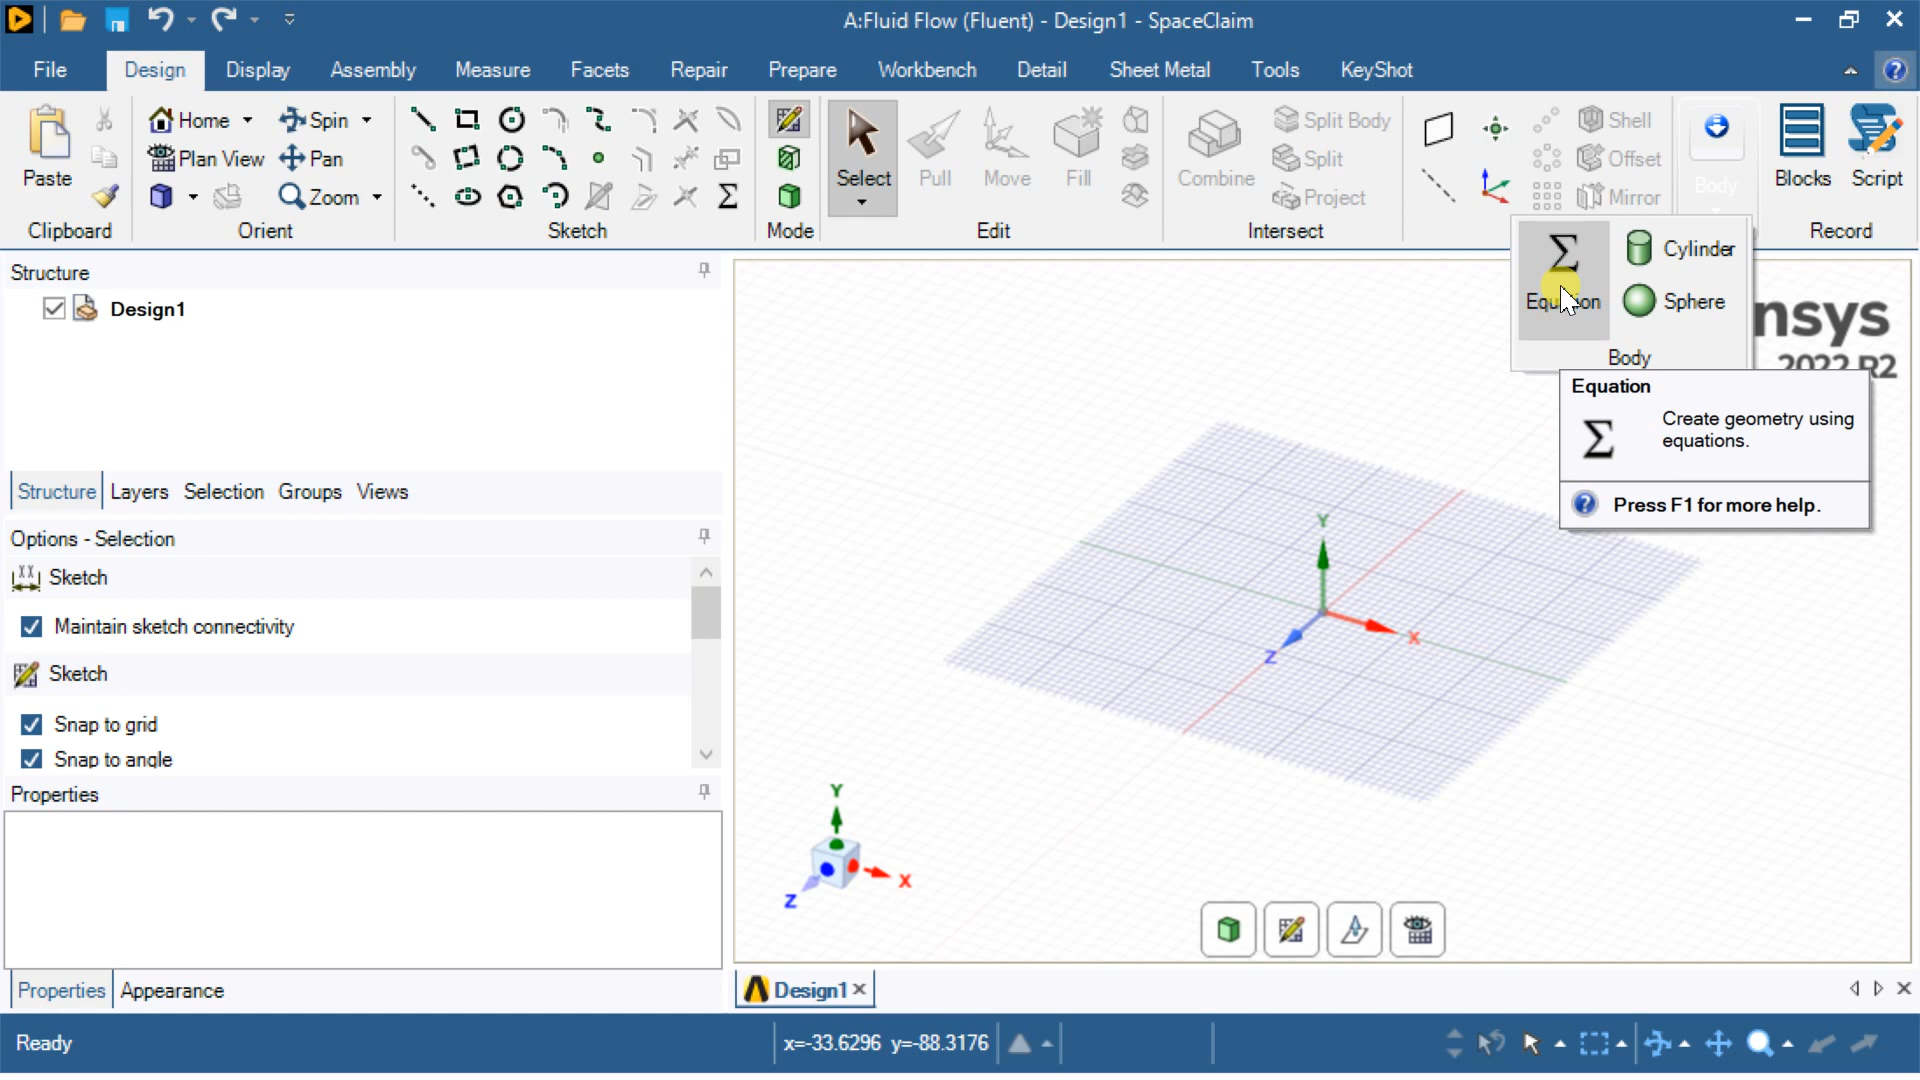 A:Fluid Flow (Fluent) - Design1 - SpaceClaim
File Design Display Assembly Measure Facets Repair Prepare Workbench Detail Sheet Metal Tools KeyShot
Paste
Clipboard
Home Spin
Plan View Pan
Zoom
Orient
Sketch
Mode
Select Pull Move Fill
Edit
Combine
Split Body
Split
Project
Intersect
Shell
Offset
Mirror
Body
Blocks Script
Record
Equation
Cylinder
Sphere
Body
Equation
Create geometry using
equations.
Press F1 for more help.
nsys
2022 R2
Structure
Design1
Structure Layers Selection Groups Views
Options - Selection
Sketch
Maintain sketch connectivity
Sketch
Snap to grid
Snap to angle
Properties
Properties Appearance
Y
X
Z
Y
X
Z
Design1
Ready
x=-33.6296 y=-88.3176